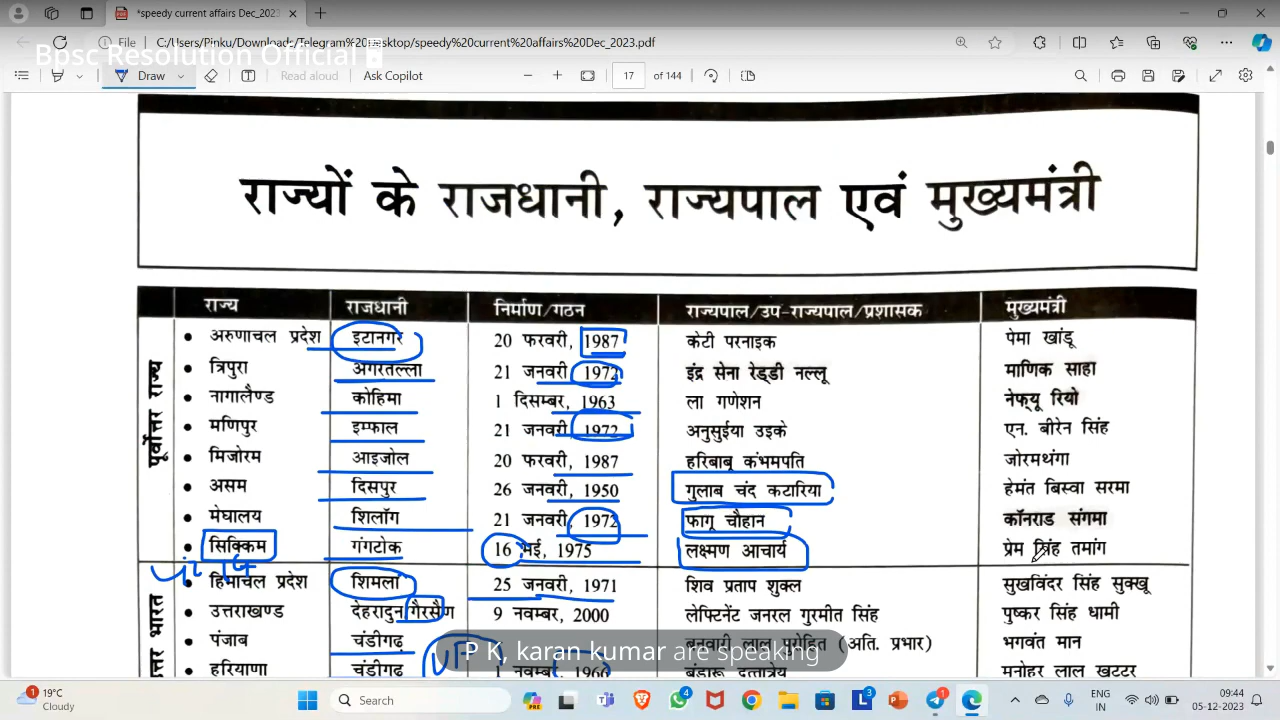 *speedy current affairs Dec_2023.
File C:/Users/Pinku/Downloads/Telegram%20Desktop/speedy%20current%20affairs%20Dec_2023.pdf
Bpsc Resolution Official
Draw Read aloud Ask Copilot 17 of 144
राज्यों के राजधानी, राज्यपाल एवं मुख्यमंत्री
राज्य राजधानी निर्माण/गठन राज्यपाल/उप-राज्यपाल/प्रशासक मुख्यमंत्री
पूर्वोत्तर राज्य
• अरुणाचल प्रदेश इटानगर 20 फरवरी, 1987 केटी परनाइक पेमा खांडू
• त्रिपुरा अगरतल्ला 21 जनवरी, 1972 इंद्र सेना रेड्डी नल्लू माणिक साहा
• नागालैण्ड कोहिमा 1 दिसम्बर, 1963 ला गणेशन नेफ्यू रियो
• मणिपुर इम्फाल 21 जनवरी, 1972 अनुसुईया उइके एन. बीरेन सिंह
• मिजोरम आइजोल 20 फरवरी, 1987 हरिबाबू कंभमपति जोरमथंगा
• असम दिसपुर 26 जनवरी, 1950 गुलाब चंद कटारिया हेमंत बिस्वा सरमा
• मेघालय शिलॉग 21 जनवरी, 1972 फागू चौहान कॉनराड संगमा
• सिक्किम गंगटोक 16 मई, 1975 लक्ष्मण आचार्य प्रेम सिंह तमांग
त्तर भारत
• हिमाचल प्रदेश शिमला 25 जनवरी, 1971 शिव प्रताप शुक्ल सुखविंदर सिंह सुक्खू
• उत्तराखण्ड देहरादुन गैरसैण 9 नवम्बर, 2000 लेफ्टिनेंट जनरल गुरमीत सिंह पुष्कर सिंह धामी
• पंजाब चंडीगढ़ बनवारी लाल पुरोहित (अति. प्रभार) भगवंत मान
• हरियाणा चंडीगढ़ 1 नवम्बर, 1966 बंडारू दत्तात्रेय मनोहर लाल खट्टर
UT
P K, karan kumar are speaking
19°C
Cloudy
Search
ENG
IN
09:44
05-12-2023